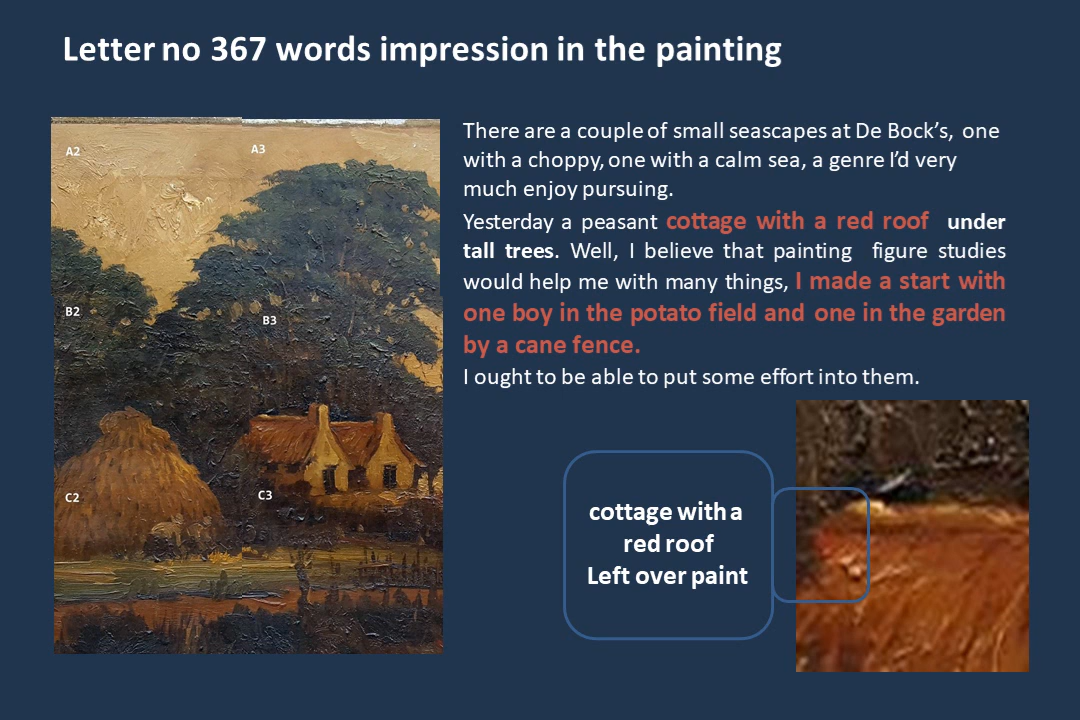 Letter no 367 words impression in the painting
A2
A3
B2
B3
C2
C3
There are a couple of small seascapes at De Bock’s, one
with a choppy, one with a calm sea, a genre I’d very
much enjoy pursuing.
Yesterday a peasant cottage with a red roof under
tall trees. Well, I believe that painting figure studies
would help me with many things, I made a start with
one boy in the potato field and one in the garden
by a cane fence.
I ought to be able to put some effort into them.
cottage with a
red roof
Left over paint